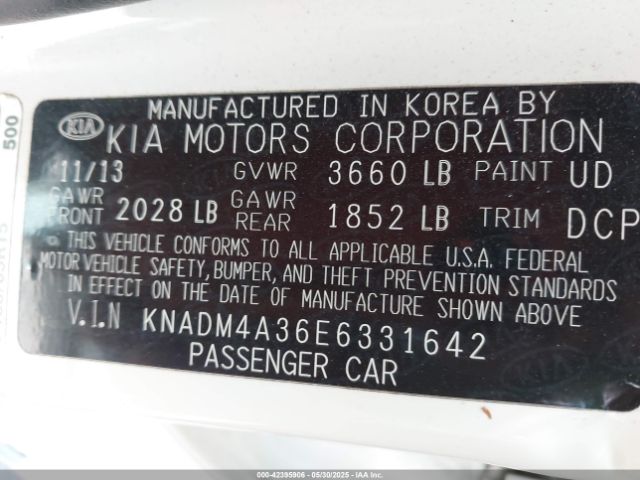 MANUFACTURED IN KOREA BY
KIA KIA MOTORS CORPORATION
11/13 GVWR 3660 LB PAINT UD
GAWR FRONT 2028 LB GAWR REAR 1852 LB TRIM DCP
THIS VEHICLE CONFORMS TO ALL APPLICABLE U.S.A. FEDERAL
MOTOR VEHICLE SAFETY, BUMPER, AND THEFT PREVENTION STANDARDS
IN EFFECT ON THE DATE OF MANUFACTURE SHOWN ABOVE
V.I.N KNADM4A36E6331642
PASSENGER CAR
500
000-42395906 - 05/30/2025 - IAA Inc.